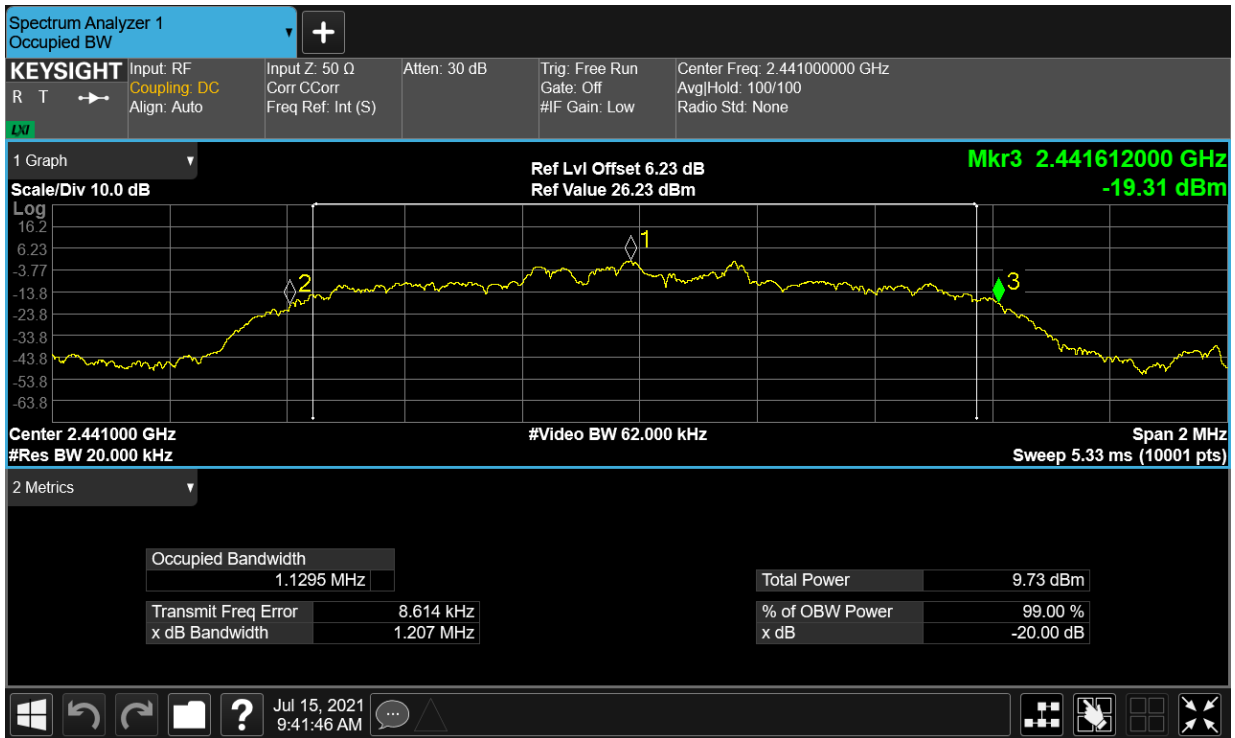 Spectrum Analyzer 1
Occupied BW
KEYSIGHT
R T
LXI
Input: RF
Coupling: DC
Align: Auto
Input Z: 50 Ω
Corr CCorr
Freq Ref: Int (S)
Atten: 30 dB
Trig: Free Run
Gate: Off
#IF Gain: Low
Center Freq: 2.441000000 GHz
Avg|Hold: 100/100
Radio Std: None
1 Graph
Scale/Div 10.0 dB
Ref Lvl Offset 6.23 dB
Ref Value 26.23 dBm
Mkr3 2.441612000 GHz
-19.31 dBm
Log
16.2
6.23
-3.77
-13.8
-23.8
-33.8
-43.8
-53.8
-63.8
1
2
3
Center 2.441000 GHz
#Res BW 20.000 kHz
#Video BW 62.000 kHz
Span 2 MHz
Sweep 5.33 ms (10001 pts)
2 Metrics
Occupied Bandwidth
1.1295 MHz
Transmit Freq Error 8.614 kHz
x dB Bandwidth 1.207 MHz
Total Power 9.73 dBm
% of OBW Power 99.00 %
x dB -20.00 dB
?
Jul 15, 2021
9:41:46 AM